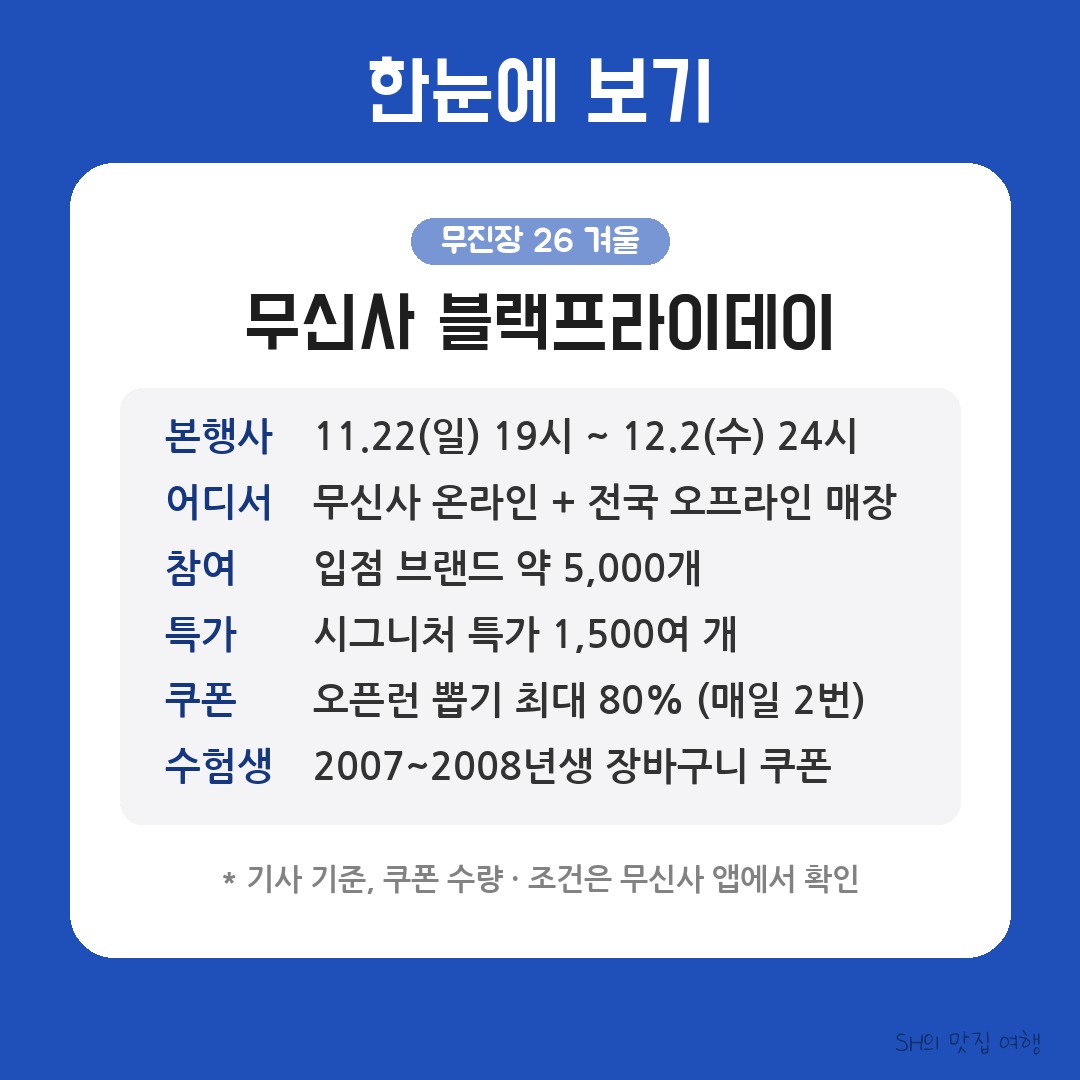 한눈에 보기
무진장 26 겨울
무신사 블랙프라이데이
본행사 11.22(일) 19시 ~ 12.2(수) 24시
어디서 무신사 온라인 + 전국 오프라인 매장
참여 입점 브랜드 약 5,000개
특가 시그니처 특가 1,500여 개
쿠폰 오픈런 뽑기 최대 80% (매일 2번)
수험생 2007~2008년생 장바구니 쿠폰
* 기사 기준, 쿠폰 수량 · 조건은 무신사 앱에서 확인
SH의 맛집 여행